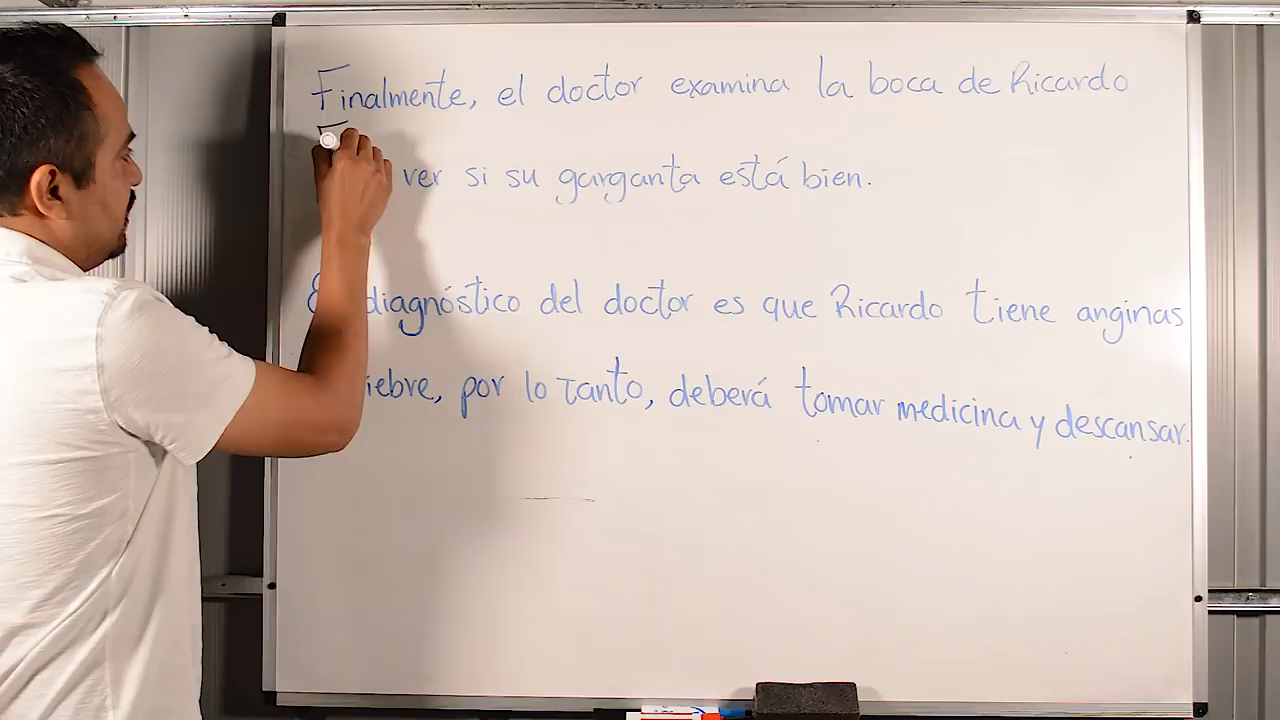 Finalmente, el doctor examina la boca de Ricardo
ver si su garganta está bien.
diagnóstico del doctor es que Ricardo tiene anginas
iebre, por lo tanto, deberá tomar medicina y descansar.